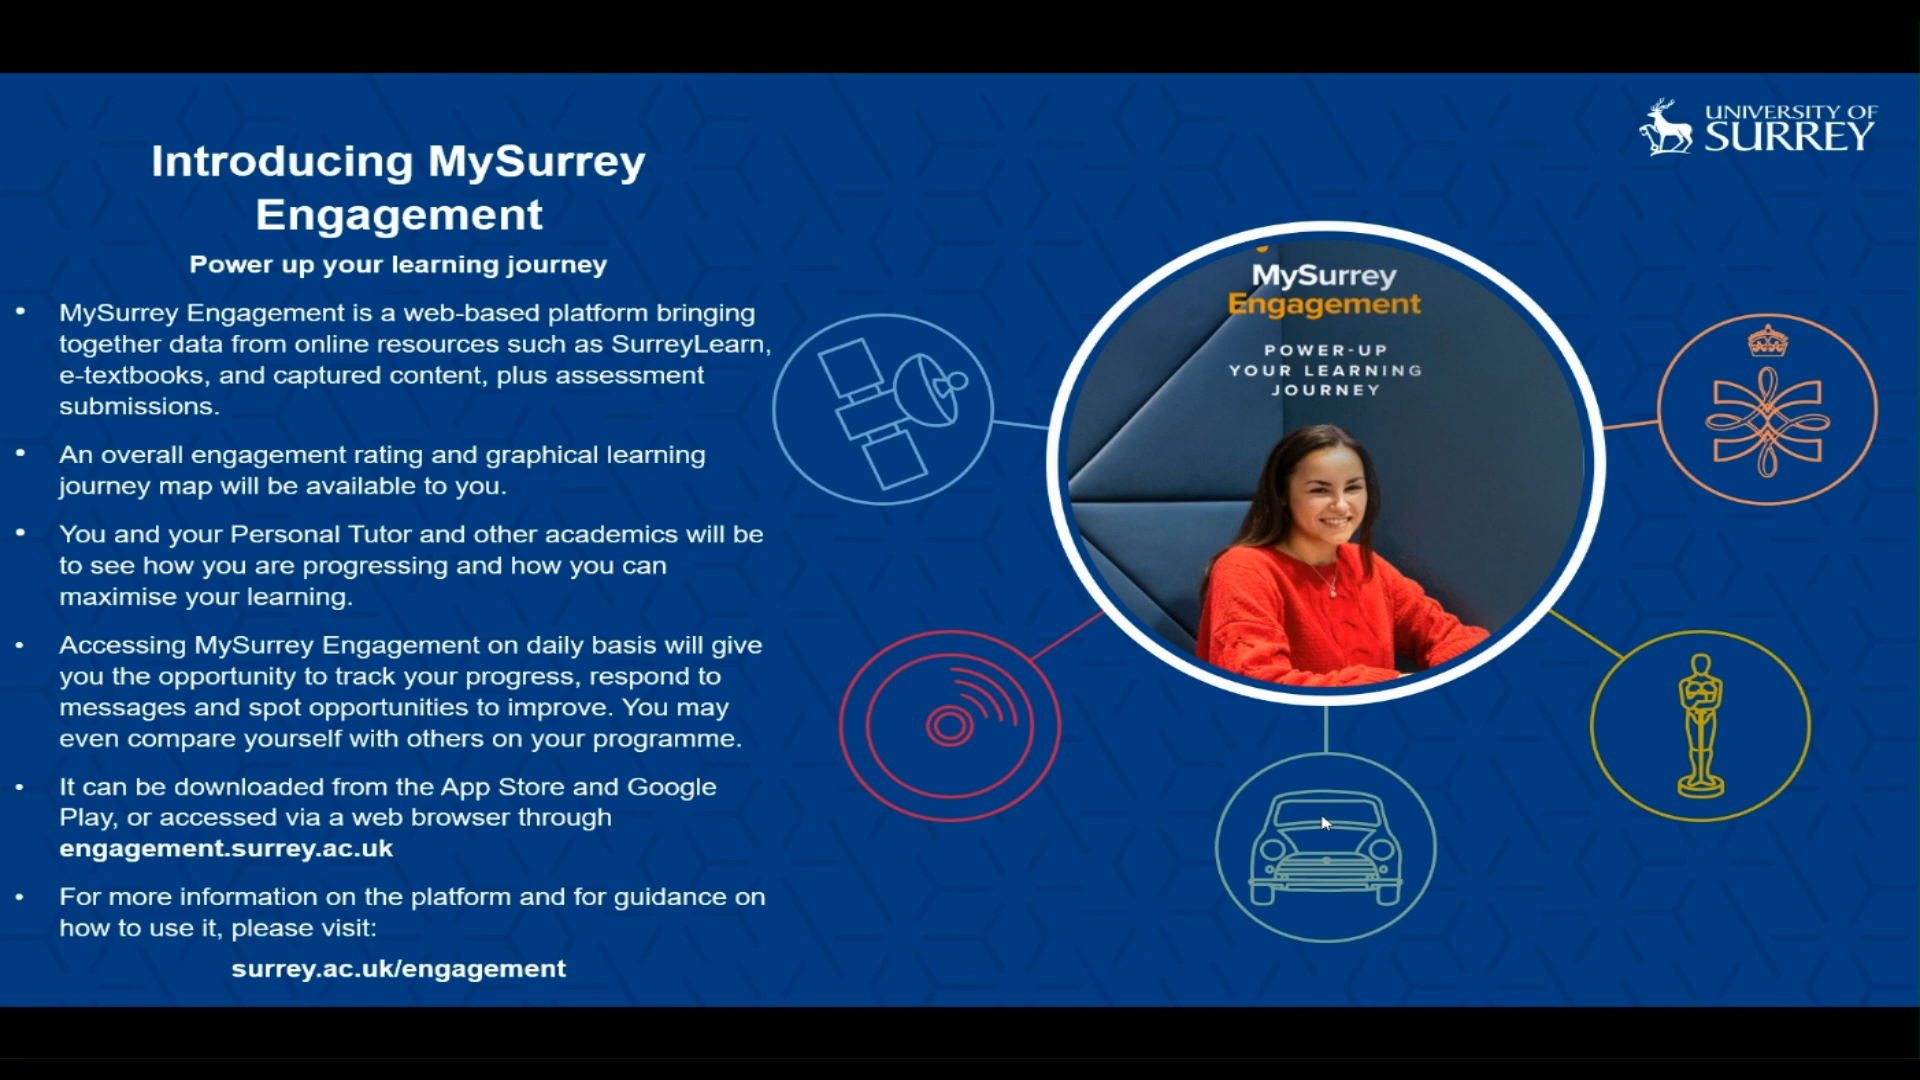 UNIVERSITY OF
SURREY
Introducing MySurrey
Engagement
Power up your learning journey
• MySurrey Engagement is a web-based platform bringing
together data from online resources such as SurreyLearn,
e-textbooks, and captured content, plus assessment
submissions.
• An overall engagement rating and graphical learning
journey map will be available to you.
• You and your Personal Tutor and other academics will be
to see how you are progressing and how you can
maximise your learning.
• Accessing MySurrey Engagement on daily basis will give
you the opportunity to track your progress, respond to
messages and spot opportunities to improve. You may
even compare yourself with others on your programme.
• It can be downloaded from the App Store and Google
Play, or accessed via a web browser through
engagement.surrey.ac.uk
• For more information on the platform and for guidance on
how to use it, please visit:
surrey.ac.uk/engagement
MySurrey
Engagement
POWER-UP
YOUR LEARNING
JOURNEY